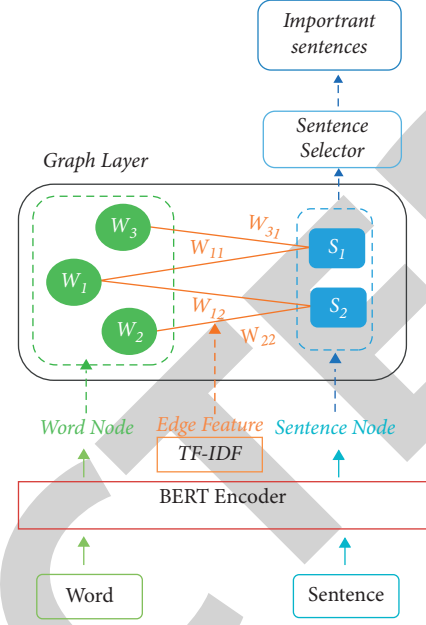 Importrant
sentences
Sentence
Selector
Graph Layer
W3
W31
W11
S1
W1
W12
S2
W2
W22
Word Node
Edge Feature
Sentence Node
TF-IDF
BERT Encoder
Word
Sentence